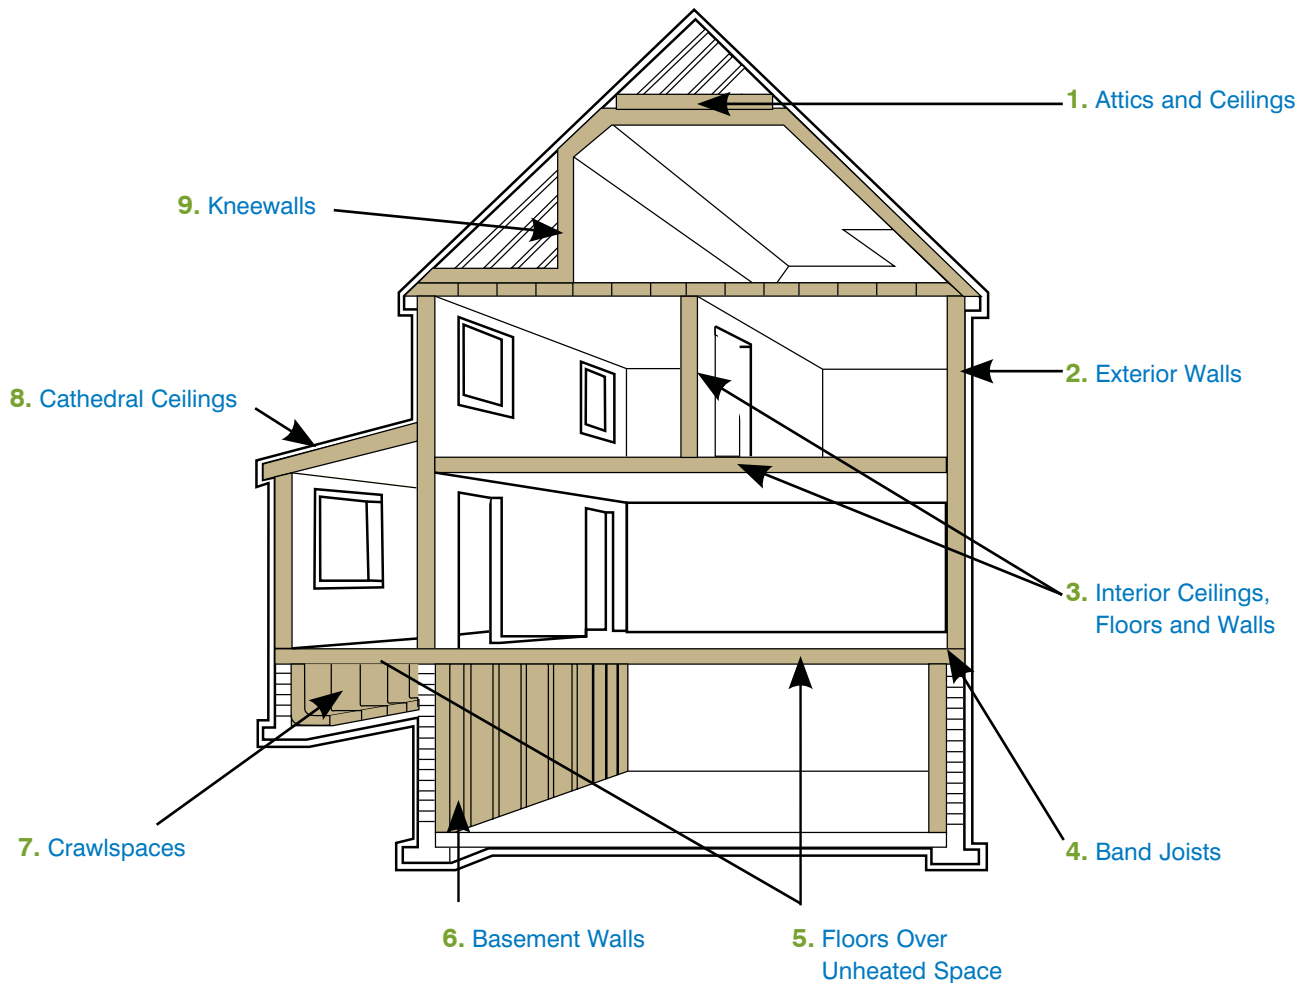 1. Attics and Ceilings
9. Kneewalls
2. Exterior Walls
8. Cathedral Ceilings
3. Interior Ceilings,
Floors and Walls
7. Crawlspaces
4. Band Joists
6. Basement Walls
5. Floors Over
Unheated Space